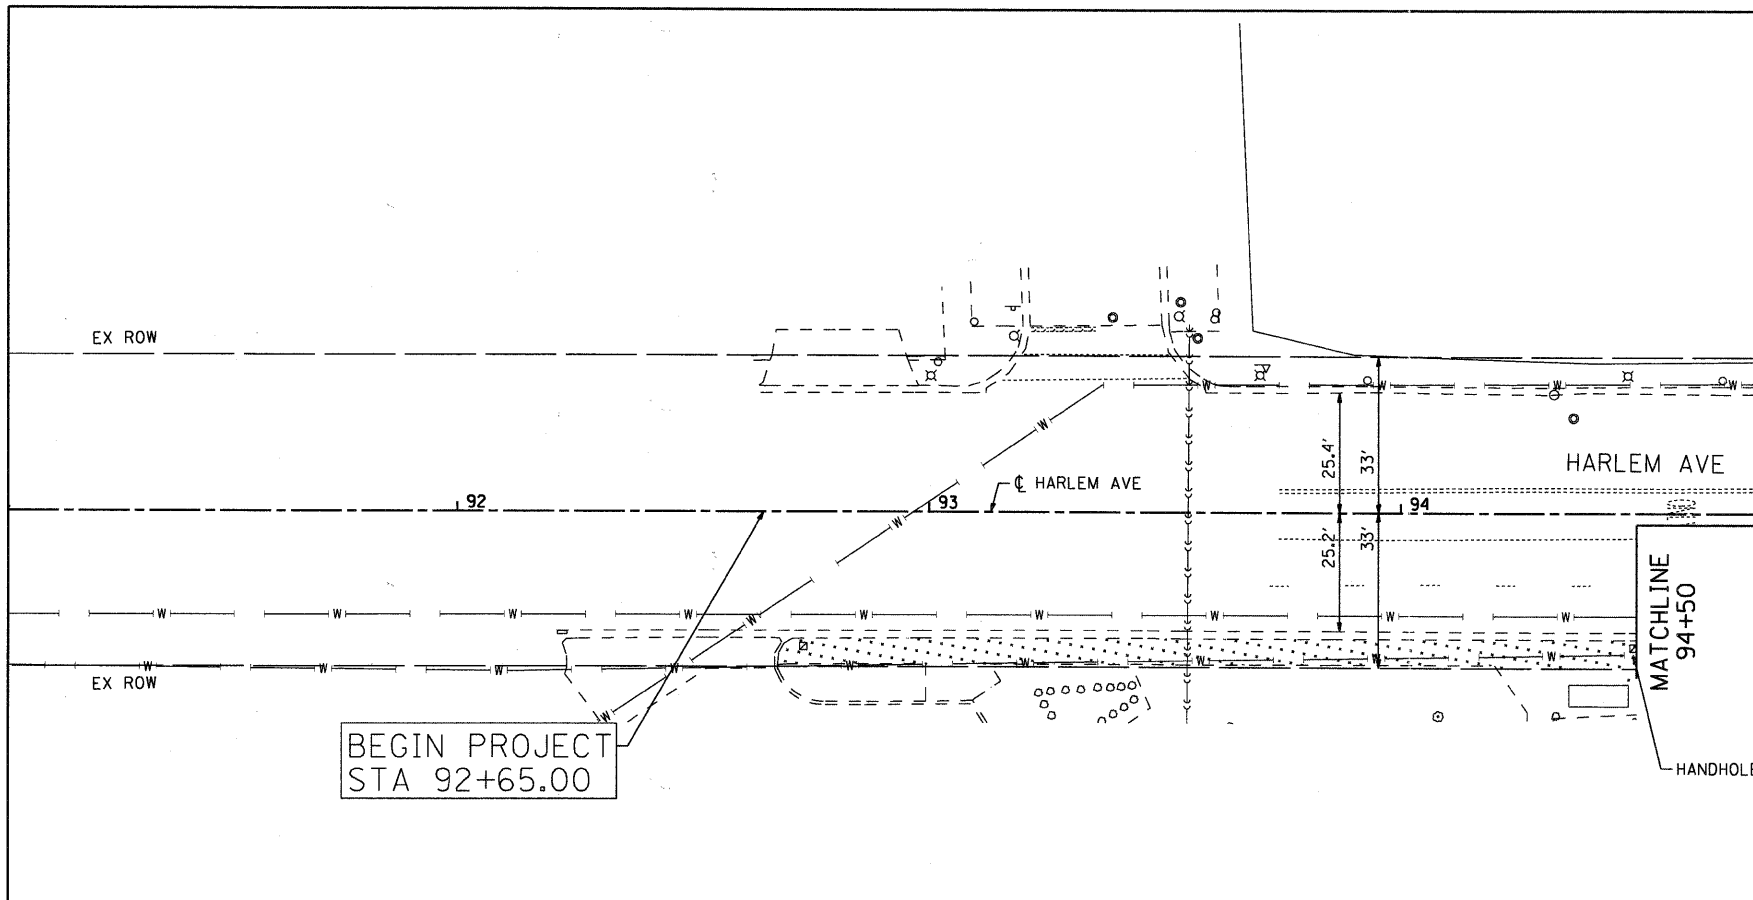 EX ROW
W W W W
25.4'
33'
HARLEM AVE
W
℄ HARLEM AVE
92
93
94
W
25.2'
33'
MATCHLINE
94+50
W W W W W W W W W
W
W W W W W W W W W
EX ROW
W
BEGIN PROJECT
STA 92+65.00
HANDHOLE